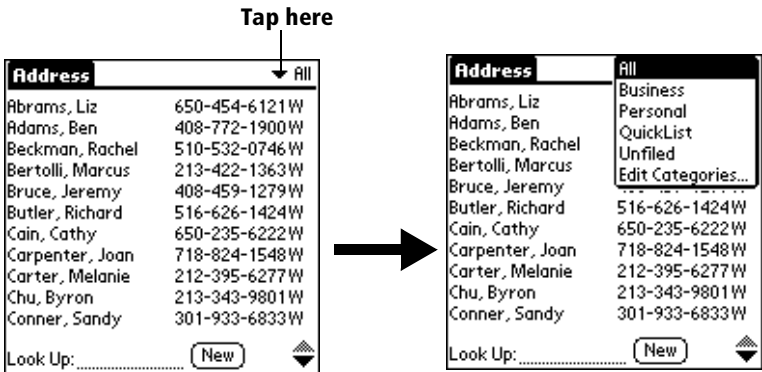 Tap here
Address All
Abrams, Liz 650-454-6121W
Adams, Ben 408-772-1900W
Beckman, Rachel 510-532-0746W
Bertolli, Marcus 213-422-1363W
Bruce, Jeremy 408-459-1279W
Butler, Richard 516-626-1424W
Cain, Cathy 650-235-6222W
Carpenter, Joan 718-824-1548W
Carter, Melanie 212-395-6277W
Chu, Byron 213-343-9801W
Conner, Sandy 301-933-6833W
Look Up: New
Address
All
Business
Personal
QuickList
Unfiled
Edit Categories...
Abrams, Liz
Adams, Ben
Beckman, Rachel
Bertolli, Marcus
Bruce, Jeremy
Butler, Richard 516-626-1424W
Cain, Cathy 650-235-6222W
Carpenter, Joan 718-824-1548W
Carter, Melanie 212-395-6277W
Chu, Byron 213-343-9801W
Conner, Sandy 301-933-6833W
Look Up: New